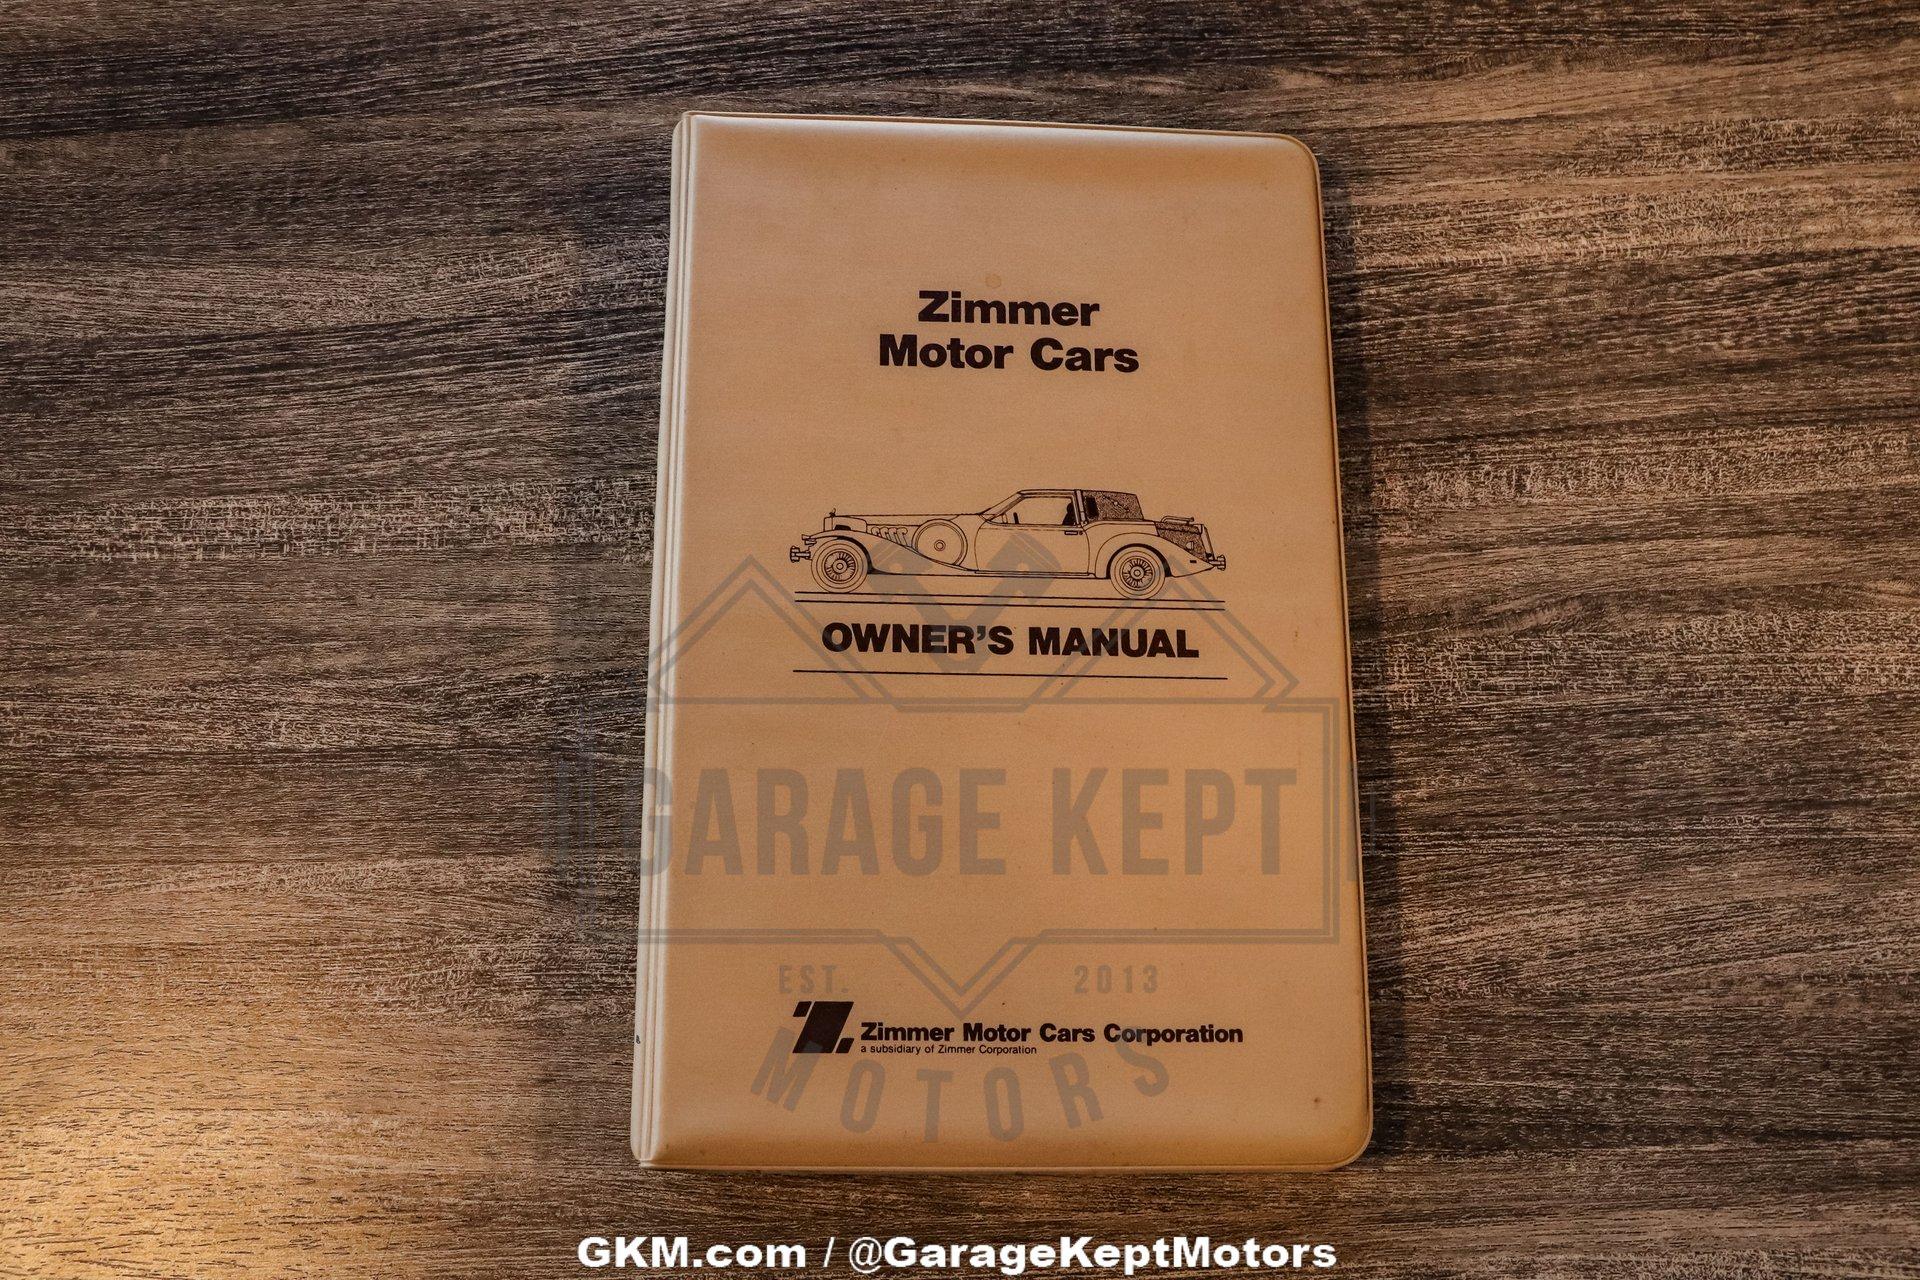 Zimmer
Motor Cars
OWNER'S MANUAL
GARAGE KEPT
EST. 2013
Zimmer Motor Cars Corporation
a subsidiary of Zimmer Corporation
MOTORS
GKM.com / @GarageKeptMotors